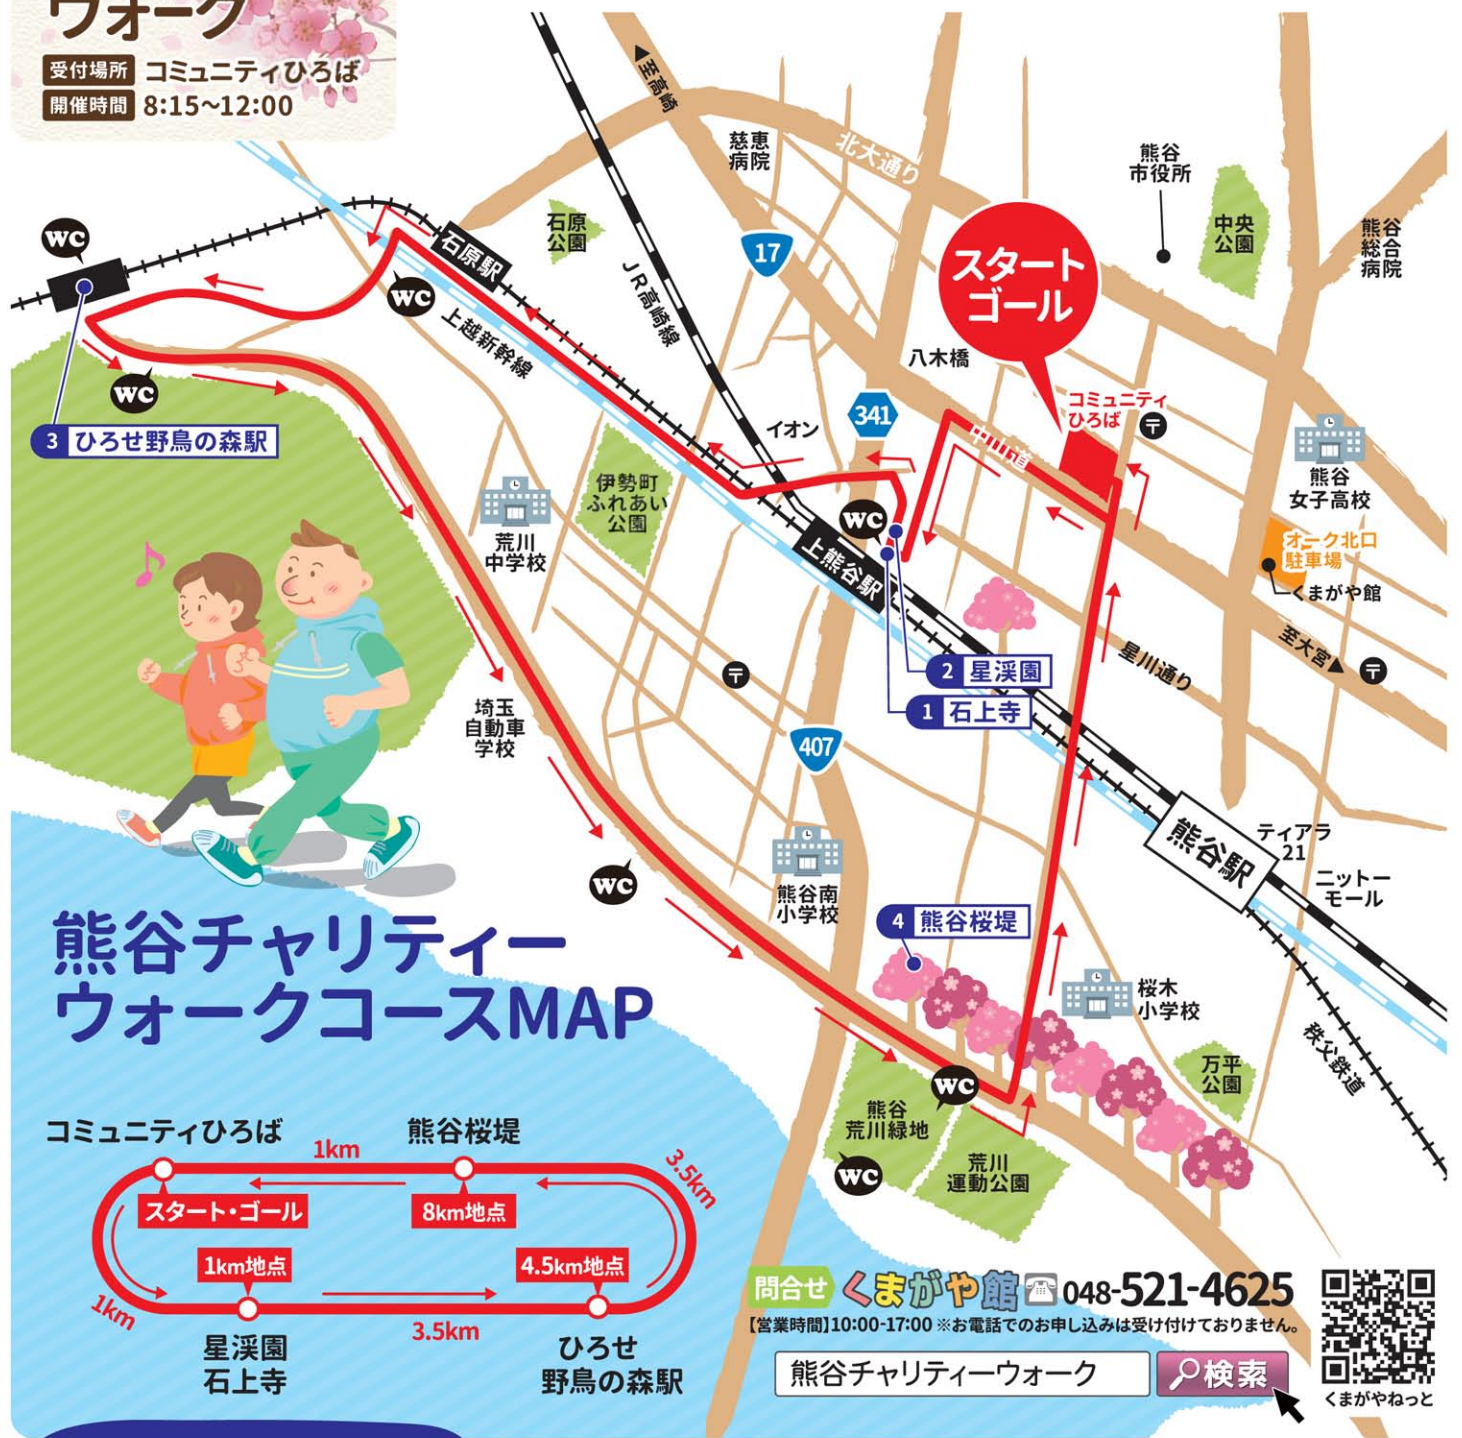 ウォーク
受付場所 コミュニティひろば
開催時間 8:15～12:00
▲至高崎
慈恵
病院
北大通り
熊谷
市役所
中央
公園
熊谷
総合
病院
石原
公園
17
スタート
ゴール
WC
石原駅
WC
上越新幹線
JR高崎線
八木橋
WC
341
イオン
コミュニティ
ひろば
〒
中山道
3 ひろせ野鳥の森駅
熊谷
女子高校
伊勢町
ふれあい
公園
荒川
中学校
WC
上熊谷駅
オーク北口
駐車場
くまがや館
至大宮▲
〒
星川通り
〒
2 星渓園
1 石上寺
埼玉
自動車
学校
407
熊谷駅
ティアラ
21
ニットー
モール
WC
熊谷南
小学校
4 熊谷桜堤
桜木
小学校
秩父鉄道
万平
公園
WC
熊谷
荒川緑地
WC
荒川
運動公園
熊谷チャリティー
ウォークコースMAP
コミュニティひろば
熊谷桜堤
1km
3.5km
スタート・ゴール
8km地点
1km地点
4.5km地点
1km
3.5km
星渓園
石上寺
ひろせ
野鳥の森駅
問合せ くまがや館 048-521-4625
【営業時間】10:00-17:00 ※お電話でのお申し込みは受け付けておりません。
熊谷チャリティーウォーク 検索
くまがやねっと